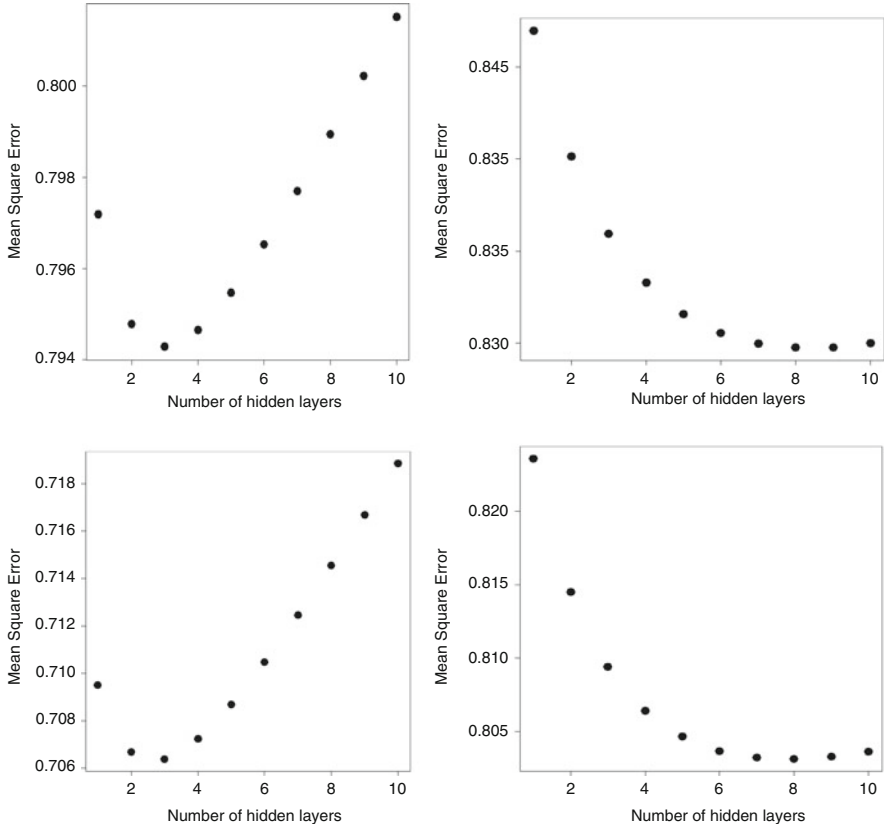 Mean Square Error
0.800
0.798
0.796
0.794
2 4 6 8 10
Number of hidden layers
Mean Square Error
0.845
0.835
0.835
0.830
2 4 6 8 10
Number of hidden layers
Mean Square Error
0.718
0.716
0.714
0.712
0.710
0.708
0.706
2 4 6 8 10
Number of hidden layers
Mean Square Error
0.820
0.815
0.810
0.805
2 4 6 8 10
Number of hidden layers